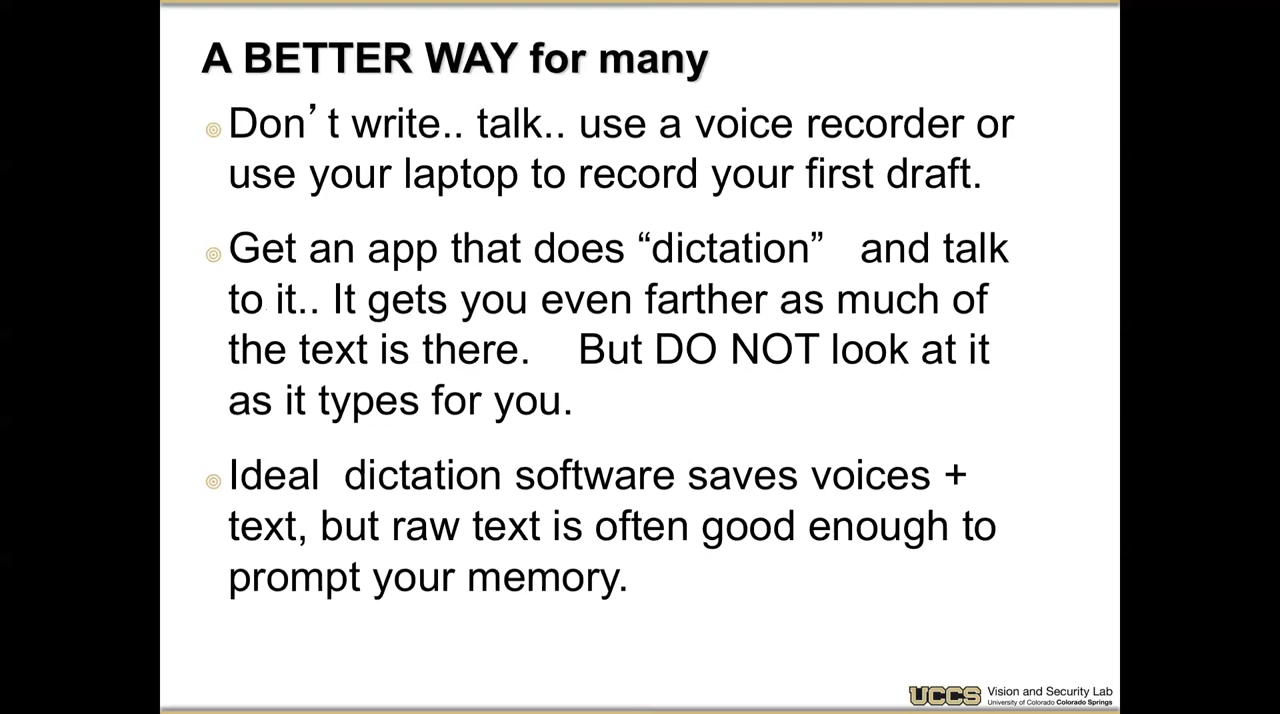 A BETTER WAY for many
Don’t write.. talk.. use a voice recorder or
use your laptop to record your first draft.
Get an app that does “dictation”   and talk
to it.. It gets you even farther as much of
the text is there.    But DO NOT look at it
as it types for you.
Ideal  dictation software saves voices +
text, but raw text is often good enough to
prompt your memory.
UCCS Vision and Security Lab
University of Colorado Colorado Springs